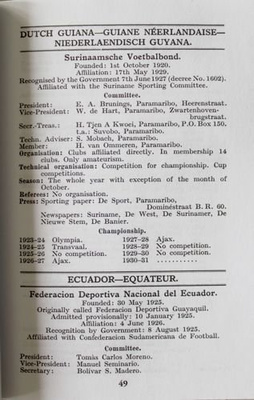 DUTCH GUIANA—GUIANE NÉERLANDAISE—
NIEDERLAENDISCH GUYANA.
Surinaamsche Voetbalbond.
Founded: 1st October 1920.
Affiliation: 17th May 1929.
Recognised by the Government 7th June 1927 (decree No. 1602).
Affiliated with the Suriname Sporting Committee.
Committee.
President: E. A. Brunings, Paramaribo, Heerenstraat.
Vice-President: W. de Hart, Paramaribo, Zwartenhoven-
brugstraat.
Secr.-Treas.: H. Tjen A Kwoei, Paramaribo, P.O. Box 150,
t.a.: Suvobo, Paramaribo.
Techn. Adviser: S. Mobach, Paramaribo.
Member: H. van Ommeren, Paramaribo.
Organisation: Clubs affiliated directly. In membership 14
clubs. Only amateurism.
Technical organisation: Competition for championship. Cup
competitions.
Season: The whole year with exception of the month of
October.
Referees: No organisation.
Press: Sporting paper: De Sport, Paramaribo,
Dominéstraat B. R. 60.
Newspapers: Suriname, De West, De Surinamer, De
Nieuwe Stem, De Banier.
Championship.
1923-24 Olympia. 1927-28 Ajax.
1924-25 Transvaal. 1928-29 No competition.
1925-26 No competition. 1929-30 No competition.
1926-27 Ajax. 1930-31 ...........
ECUADOR—EQUATEUR.
Federacion Deportiva Nacional del Ecuador.
Founded: 30 May 1925.
Originally called Federacion Deportiva Guayaquil.
Admitted provisionally: 10 January 1925.
Affiliation: 4 June 1926.
Recognition by Government: 8 August 1925.
Affiliated with Confederacion Sudamericana de Football.
Committee.
President: Tomás Carlos Moreno.
Vice-President: Manuel Seminario.
Secretary: Bolivar S. Madero.
49